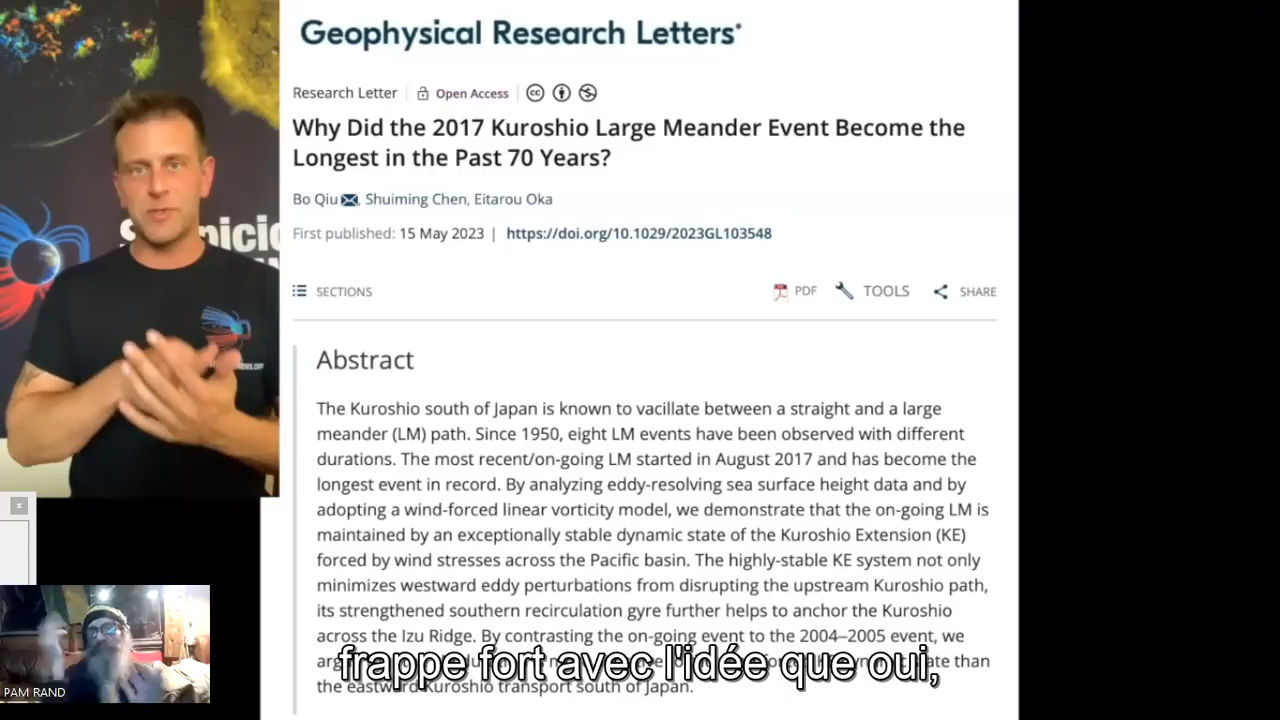 Geophysical Research Letters®
Research Letter | Open Access
Why Did the 2017 Kuroshio Large Meander Event Become the
Longest in the Past 70 Years?
Bo Qiu, Shuiming Chen, Eitarou Oka
First published: 15 May 2023 | https://doi.org/10.1029/2023GL103548
SECTIONS
PDF TOOLS SHARE
Abstract
The Kuroshio south of Japan is known to vacillate between a straight and a large
meander (LM) path. Since 1950, eight LM events have been observed with different
durations. The most recent/on-going LM started in August 2017 and has become the
longest event in record. By analyzing eddy-resolving sea surface height data and by
adopting a wind-forced linear vorticity model, we demonstrate that the on-going LM is
maintained by an exceptionally stable dynamic state of the Kuroshio Extension (KE)
forced by wind stresses across the Pacific basin. The highly-stable KE system not only
minimizes westward eddy perturbations from disrupting the upstream Kuroshio path,
its strengthened southern recirculation gyre further helps to anchor the Kuroshio
across the Izu Ridge. By contrasting the on-going event to the 2004–2005 event, we
than
the eastward Kuroshio transport south of Japan.
frappe fort avec l'idée que oui,
PAM RAND